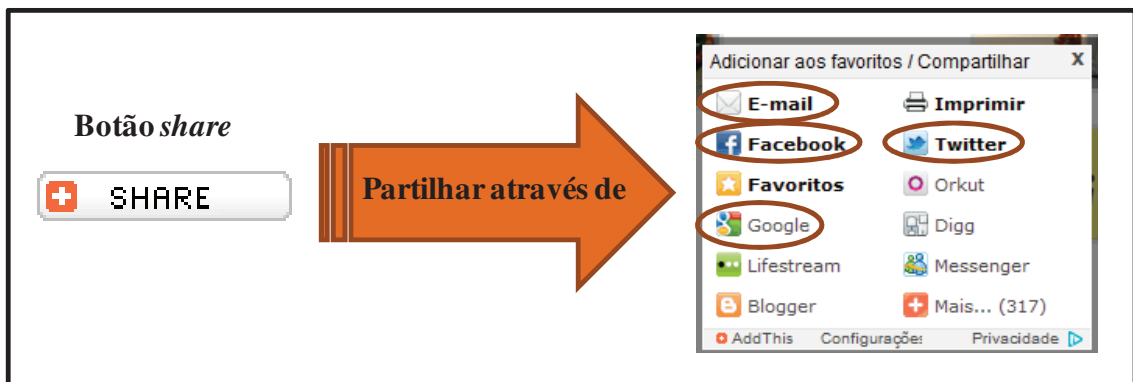 Botão share
SHARE
Partilhar através de
Adicionar aos favoritos / Compartilhar X
E-mail Imprimir
Facebook Twitter
Favoritos Orkut
Google Digg
Lifestream Messenger
Blogger Mais... (317)
AddThis Configurações Privacidade